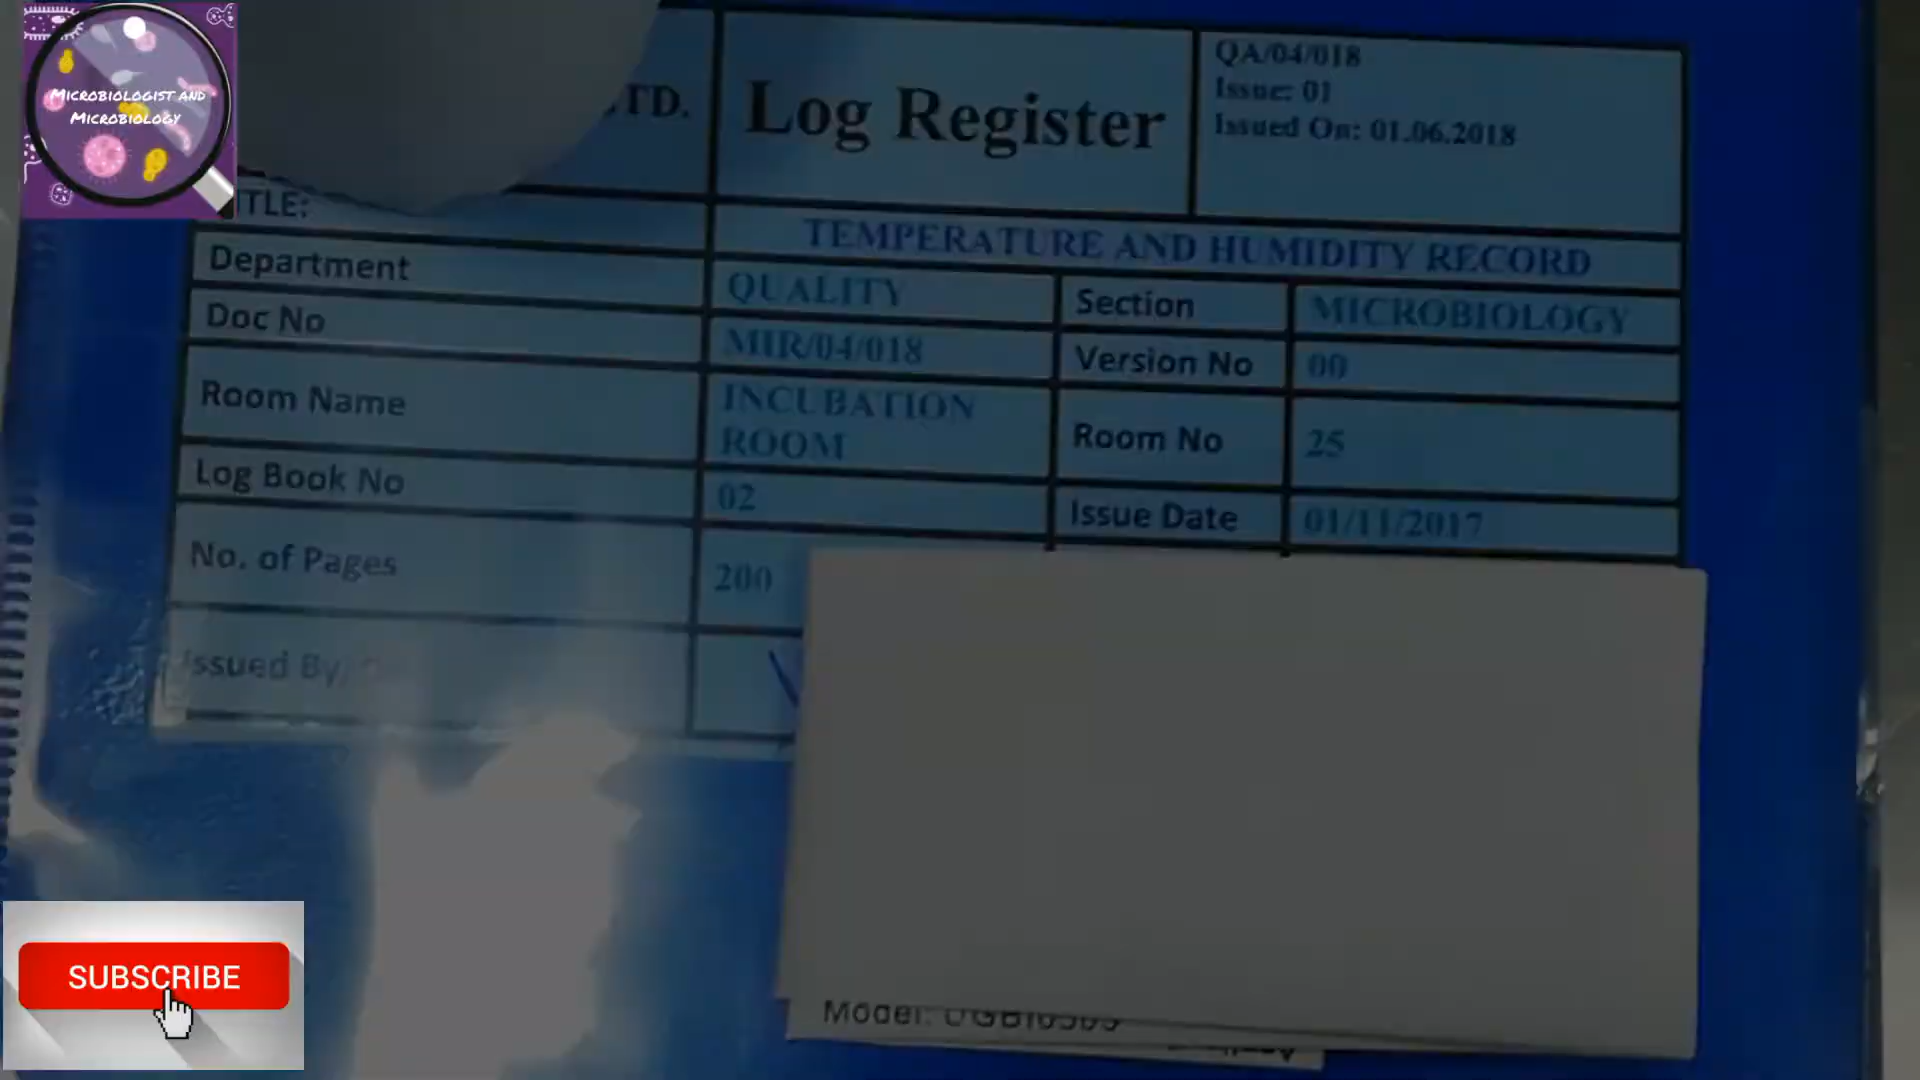 MICROBIOLOGIST AND
MICROBIOLOGY
TD.
Log Register
QA/04/018
Issue: 01
Issued On: 01.06.2018
TLE:
TEMPERATURE AND HUMIDITY RECORD
Department
QUALITY
Section
MICROBIOLOGY
Doc No
MIR/04/018
Version No
00
Room Name
INCUBATION
ROOM
Room No
25
Log Book No
02
Issue Date
01/11/2017
No. of Pages
200
Issued By
Model:
SUBSCRIBE